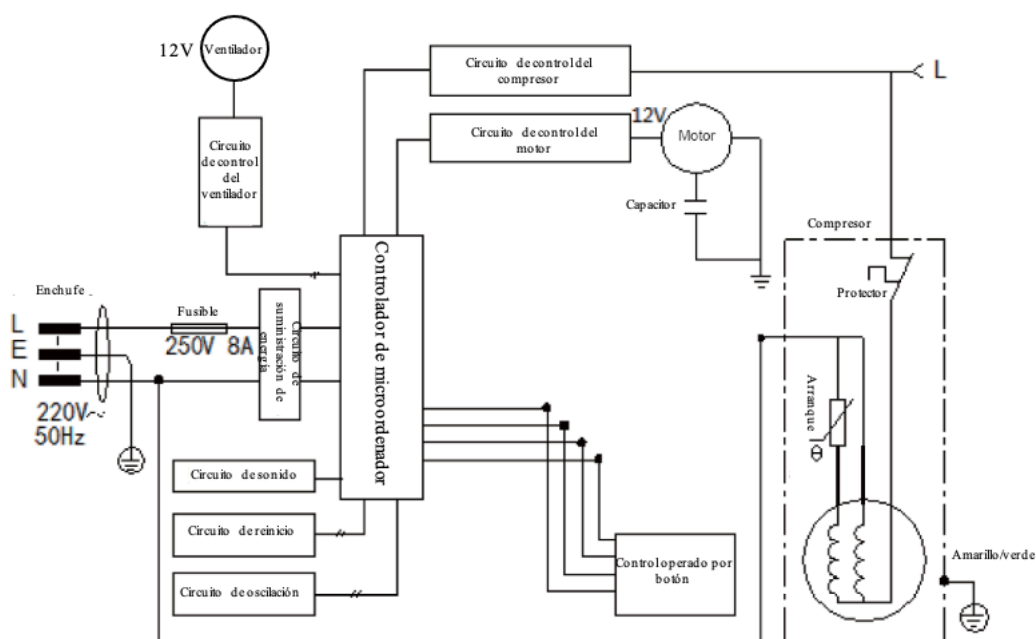 12V
Ventilador
Circuito de control del
compresor
L
Circuito de control del
motor
12V
Motor
Circuito
de control
del
ventilador
Capacitor
Compresor
Controlador de microordenador
Protector
Enchufe
L
E
N
220V~
50Hz
Fusible
250V 8A
Circuito de
suministración de
energía
Arranque
θ
Circuito de sonido
Circuito de reinicio
Circuito de oscilación
Control operado por
botón
Amarillo/verde